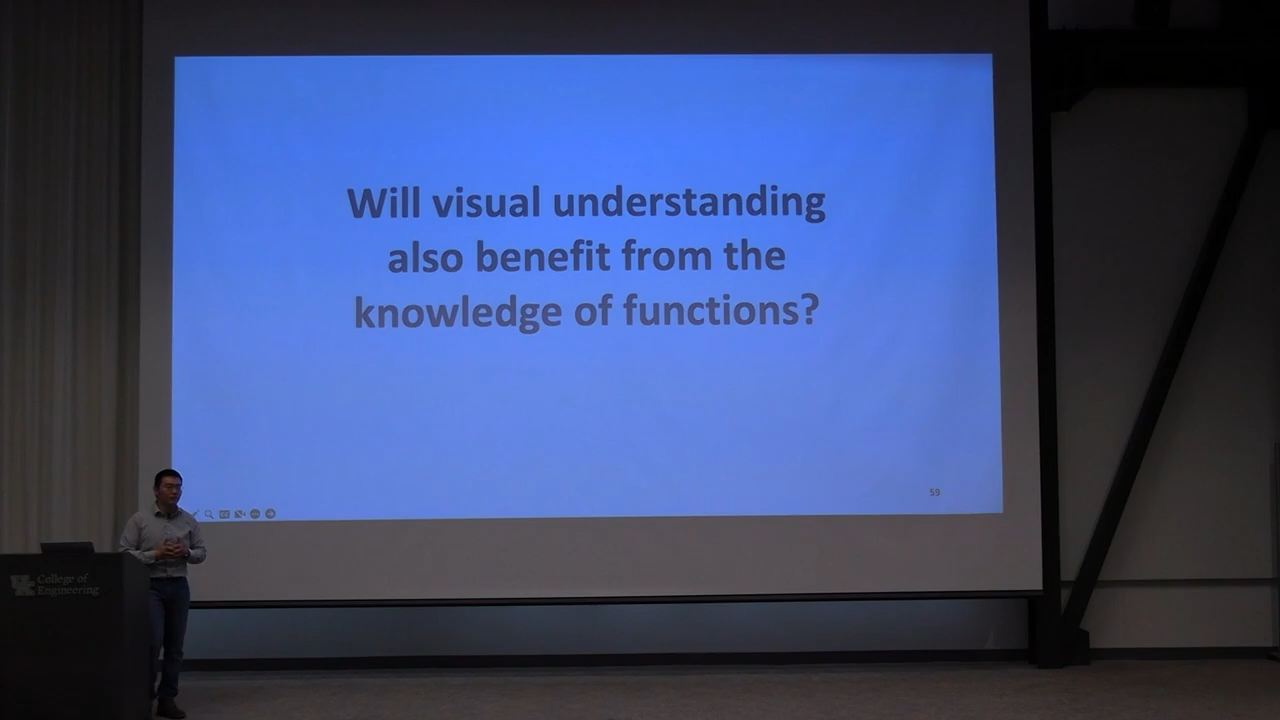 Will visual understanding
also benefit from the
knowledge of functions?
59
College of
Engineering